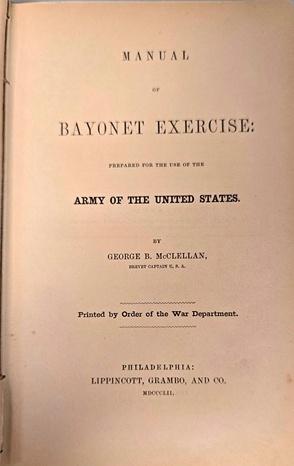 MANUAL
OF
BAYONET EXERCISE:
PREPARED FOR THE USE OF THE
ARMY OF THE UNITED STATES.
BY
GEORGE B. McCLELLAN,
BREVET CAPTAIN U. S. A.
Printed by Order of the War Department.
PHILADELPHIA:
LIPPINCOTT, GRAMBO, AND CO.
MDCCCLII.